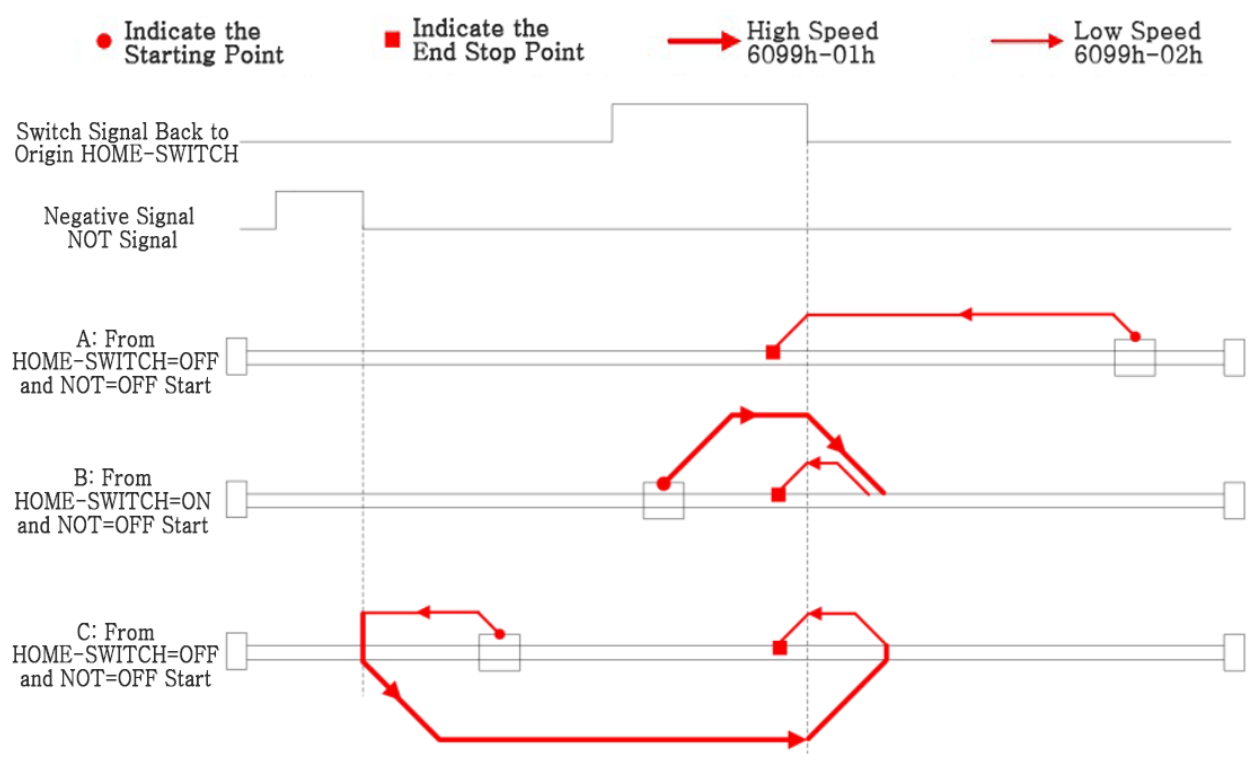 Indicate the
Starting Point
Indicate the
End Stop Point
High Speed
6099h-01h
Low Speed
6099h-02h
Switch Signal Back to
Origin HOME-SWITCH
Negative Signal
NOT Signal
A: From
HOME-SWITCH=OFF
and NOT=OFF Start
B: From
HOME-SWITCH=ON
and NOT=OFF Start
C: From
HOME-SWITCH=OFF
and NOT=OFF Start